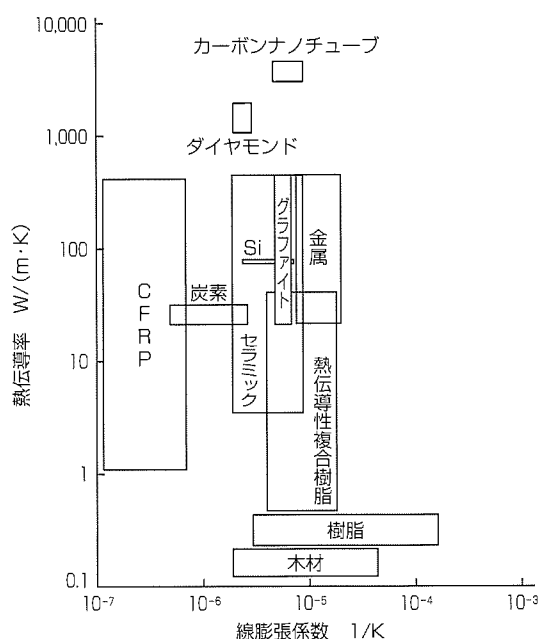 10,000
カーボンナノチューブ
1,000
ダイヤモンド
熱伝導率 W/(m・K)
100
Si
グラファイト
金属
炭素
CFRP
10
セラミック
熱伝導性複合樹脂
1
樹脂
木材
0.1
10⁻⁷ 10⁻⁶ 10⁻⁵ 10⁻⁴ 10⁻³
線膨張係数 1/K